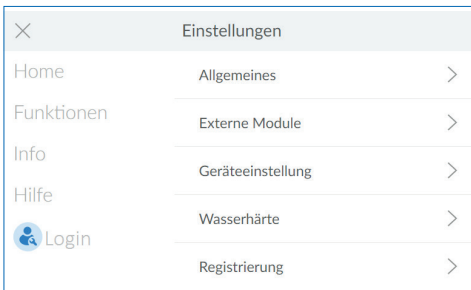 Einstellungen
Home
Funktionen
Info
Hilfe
Login
Allgemeines
Externe Module
Geräteeinstellung
Wasserhärte
Registrierung